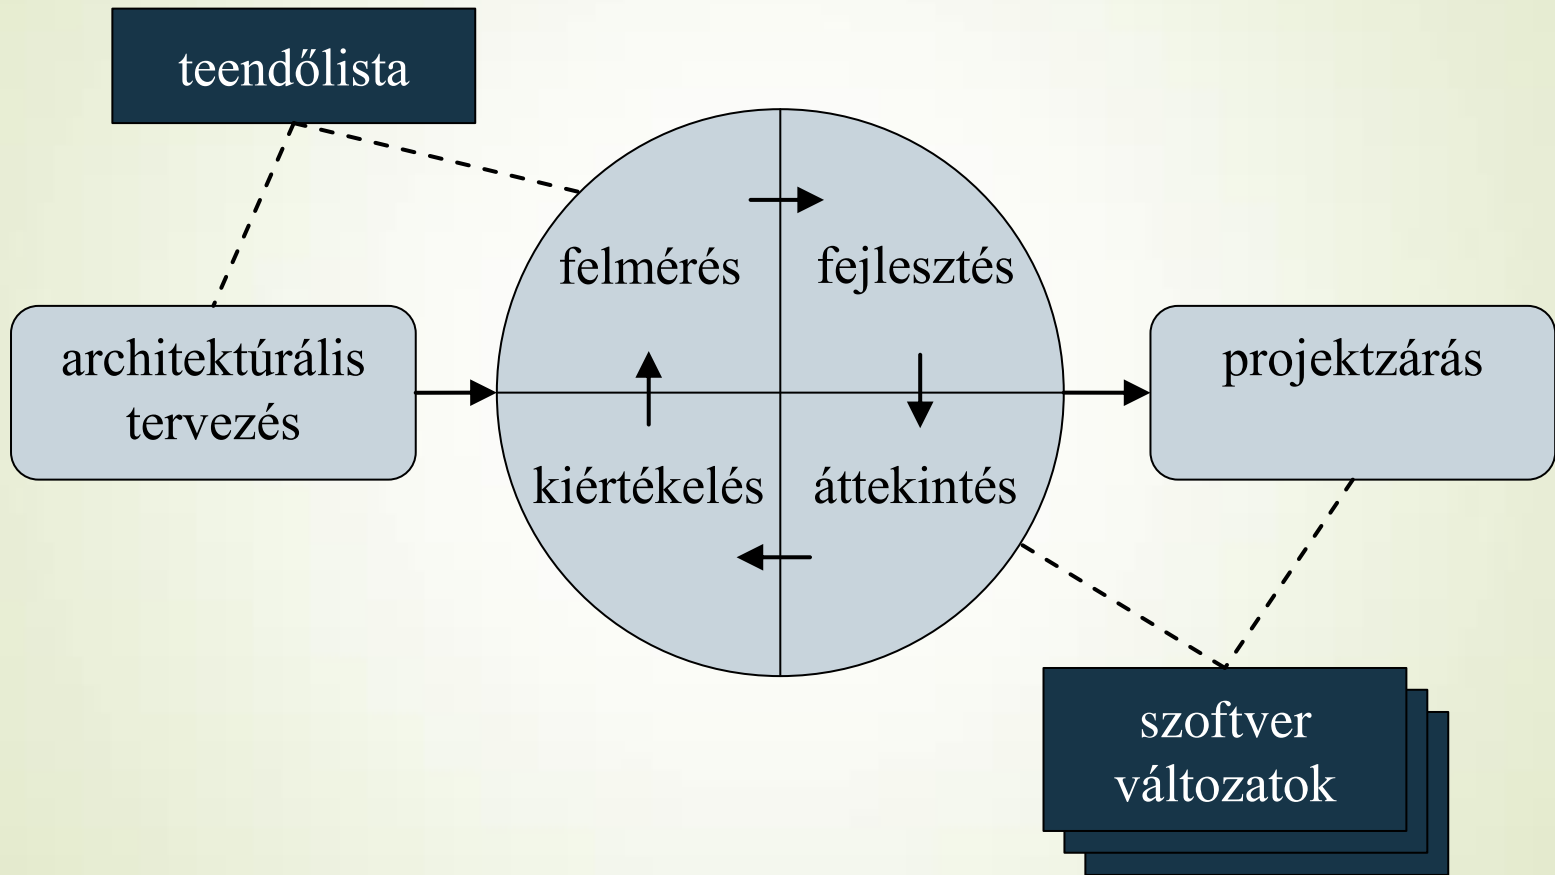 teendőlista
felmérés
fejlesztés
architektúrális
tervezés
projektzárás
kiértékelés
áttekintés
szoftver
változatok